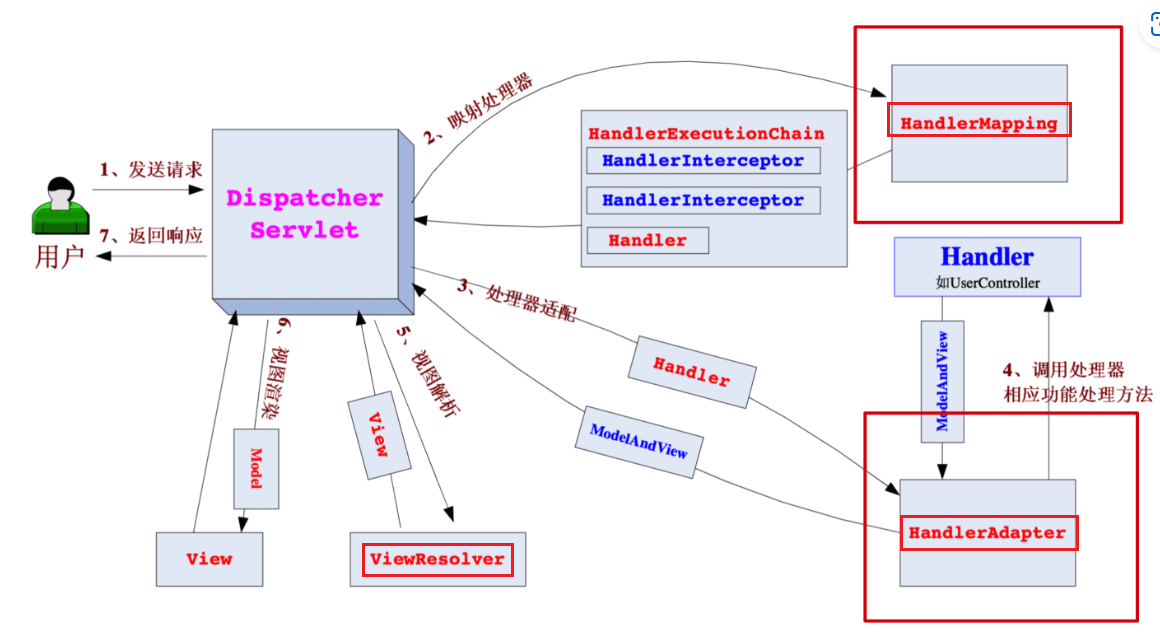 1、发送请求
7、返回响应
用户
Dispatcher
Servlet
2、映射处理器
HandlerExecutionChain
HandlerInterceptor
HandlerInterceptor
Handler
HandlerMapping
Handler
如UserController
3、处理器适配
Handler
ModelAndView
ModelAndView
4、调用处理器
相应功能处理方法
HandlerAdapter
5、视图解析
View
ViewResolver
6、视图渲染
Model
View